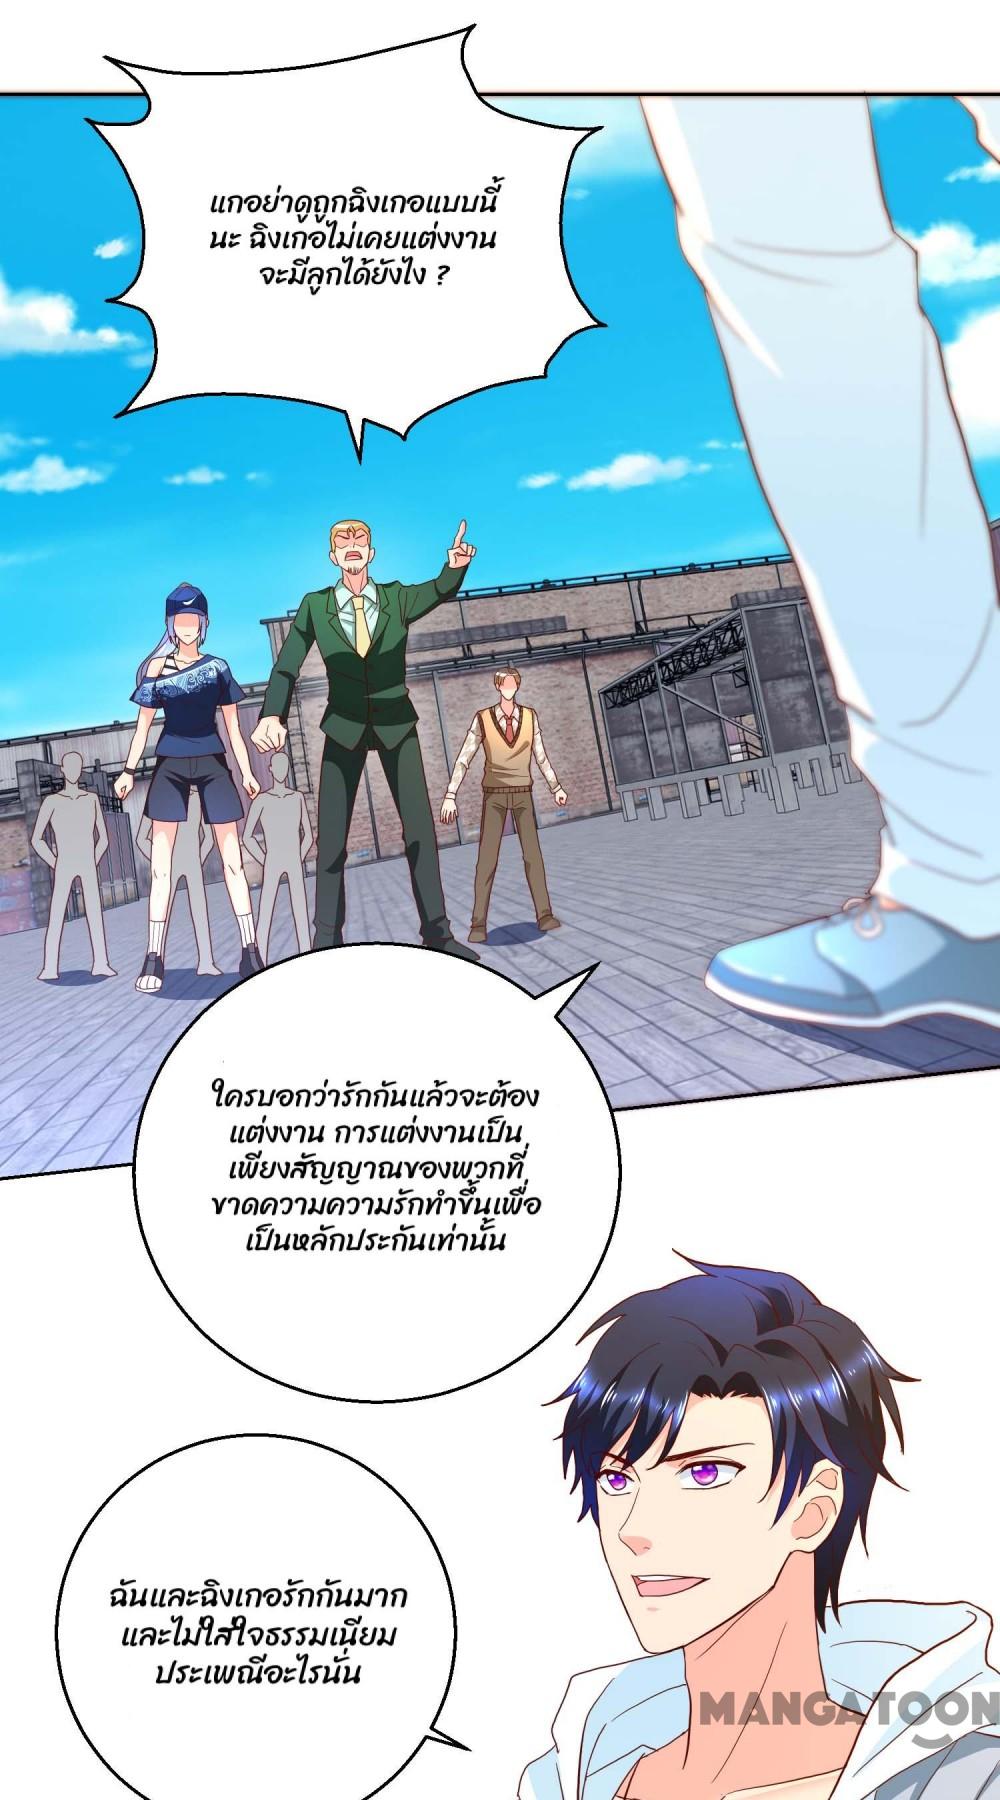 แกอย่าดูถูกฉิงเกอแบบนี้
นะ ฉิงเกอไม่เคยแต่งงาน
จะมีลูกได้ยังไง ?
ใครบอกว่ารักกันแล้วจะต้อง
แต่งงาน การแต่งงานเป็น
เพียงสัญญาณของพวกที่
ขาดความความรักทำขึ้นเพื่อ
เป็นหลักประกันเท่านั้น
ฉันและฉิงเกอรักกันมาก
และไม่ใส่ใจธรรมเนียม
ประเพณีอะไรนั่น
MANGATOON